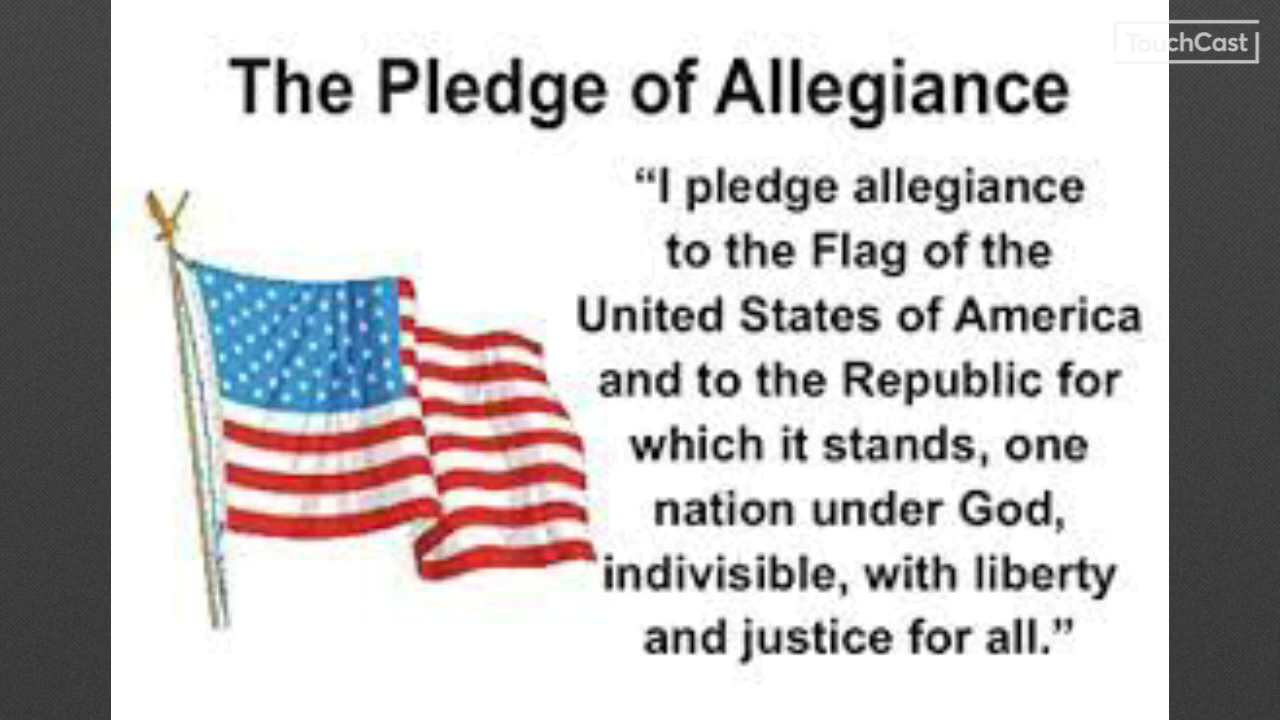 TouchCast
The Pledge of Allegiance
“I pledge allegiance
to the Flag of the
United States of America
and to the Republic for
which it stands, one
nation under God,
indivisible, with liberty
and justice for all.”